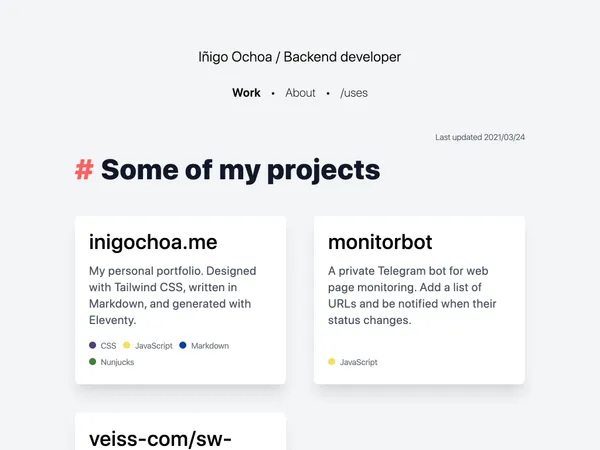 Iñigo Ochoa / Backend developer
Work • About • /uses
Last updated 2021/03/24
# Some of my projects
inigochoa.me
My personal portfolio. Designed
with Tailwind CSS, written in
Markdown, and generated with
Eleventy.
CSS JavaScript Markdown
Nunjucks
monitorbot
A private Telegram bot for web
page monitoring. Add a list of
URLs and be notified when their
status changes.
JavaScript
veiss-com/sw-